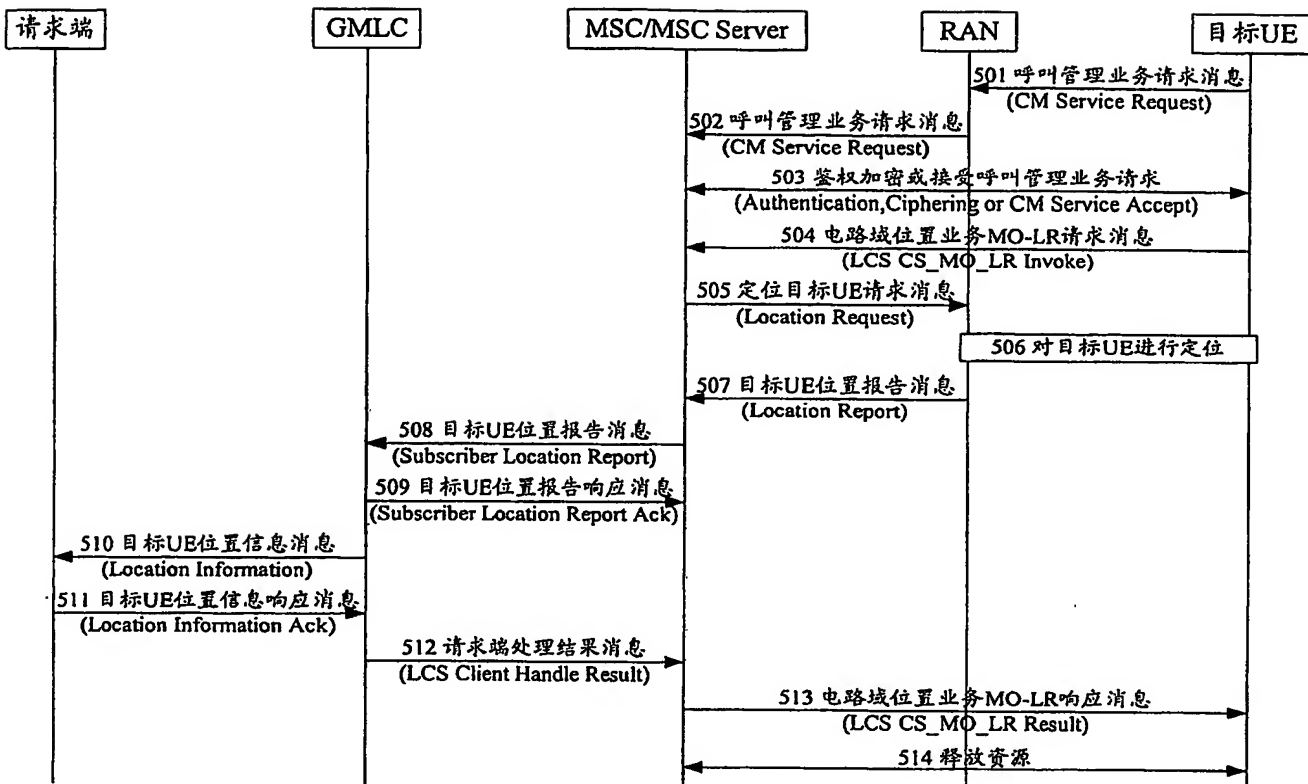 请求端
GMLC
MSC/MSC Server
RAN
目标UE
501 呼叫管理业务请求消息
(CM Service Request)
502 呼叫管理业务请求消息
(CM Service Request)
503 鉴权加密或接受呼叫管理业务请求
(Authentication,Ciphering or CM Service Accept)
504 电路域位置业务MO-LR请求消息
(LCS CS_MO_LR Invoke)
505 定位目标UE请求消息
(Location Request)
506 对目标UE进行定位
507 目标UE位置报告消息
(Location Report)
508 目标UE位置报告消息
(Subscriber Location Report)
509 目标UE位置报告响应消息
(Subscriber Location Report Ack)
510 目标UE位置信息消息
(Location Information)
511 目标UE位置信息响应消息
(Location Information Ack)
512 请求端处理结果消息
(LCS Client Handle Result)
513 电路域位置业务MO-LR响应消息
(LCS CS_MO_LR Result)
514 释放资源